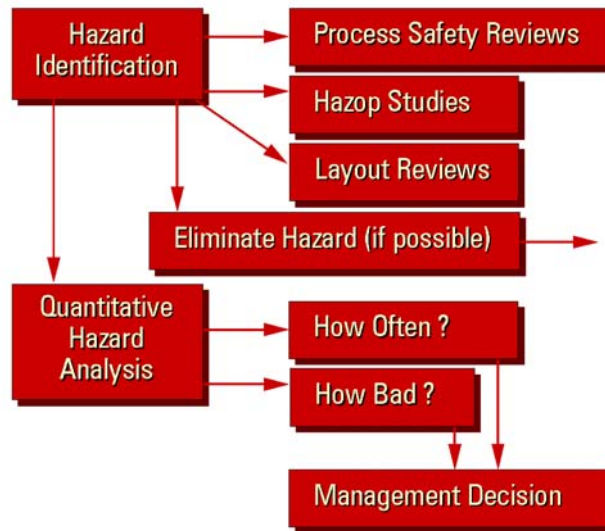 Hazard
Identification
Process Safety Reviews
Hazop Studies
Layout Reviews
Eliminate Hazard (if possible)
Quantitative
Hazard
Analysis
How Often ?
How Bad ?
Management Decision